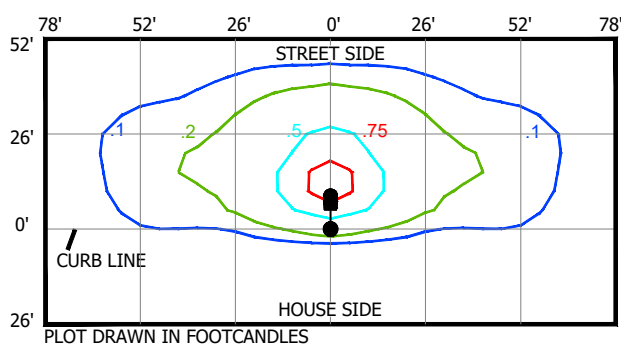 78' 52' 26' 0' 26' 52' 78'
52'
STREET SIDE
26'
.1 .2 .5 .75 .1
0'
CURB LINE
HOUSE SIDE
26'
PLOT DRAWN IN FOOTCANDLES